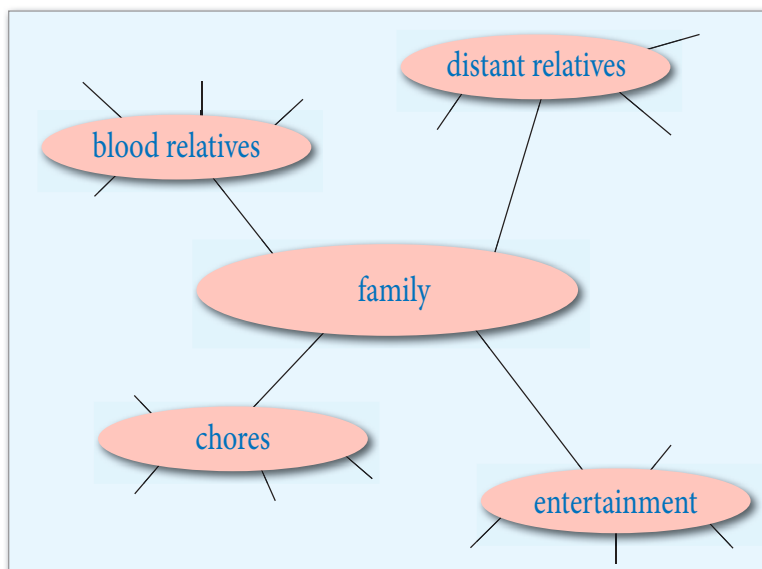 distant relatives
blood relatives
family
chores
entertainment